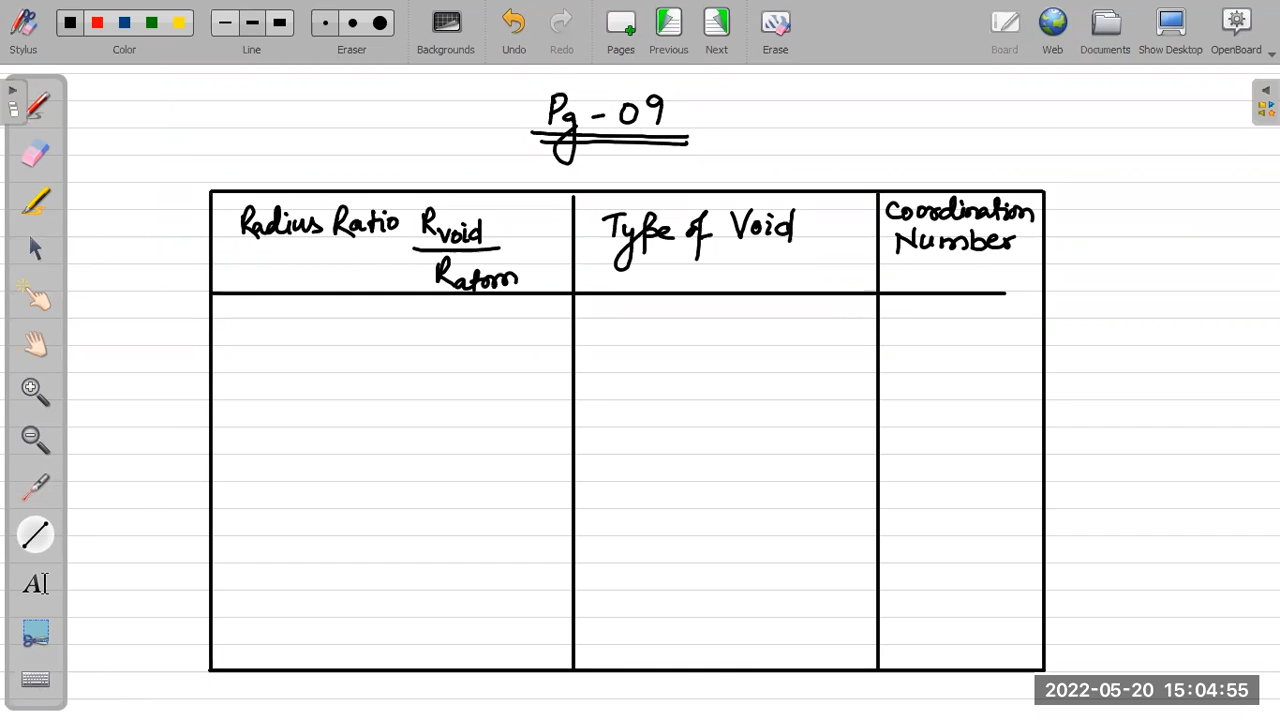 Stylus Color Line Eraser Backgrounds Undo Redo Pages Previous Next Erase Board Web Documents Show Desktop OpenBoard
Pg - 09
Radius Ratio Rvoid
Ratom
Type of Void
Coordination
Number
2022-05-20 15:04:55